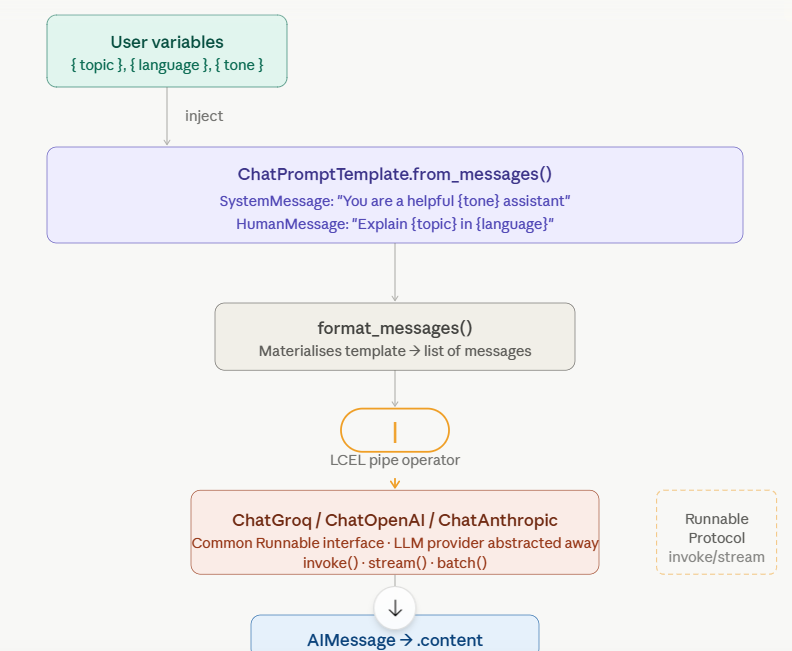 User variables
{ topic }, { language }, { tone }
inject
ChatPromptTemplate.from_messages()
SystemMessage: "You are a helpful {tone} assistant"
HumanMessage: "Explain {topic} in {language}"
format_messages()
Materialises template → list of messages
|
LCEL pipe operator
ChatGroq / ChatOpenAI / ChatAnthropic
Common Runnable interface · LLM provider abstracted away
invoke() · stream() · batch()
Runnable
Protocol
invoke/stream
AIMessage → .content